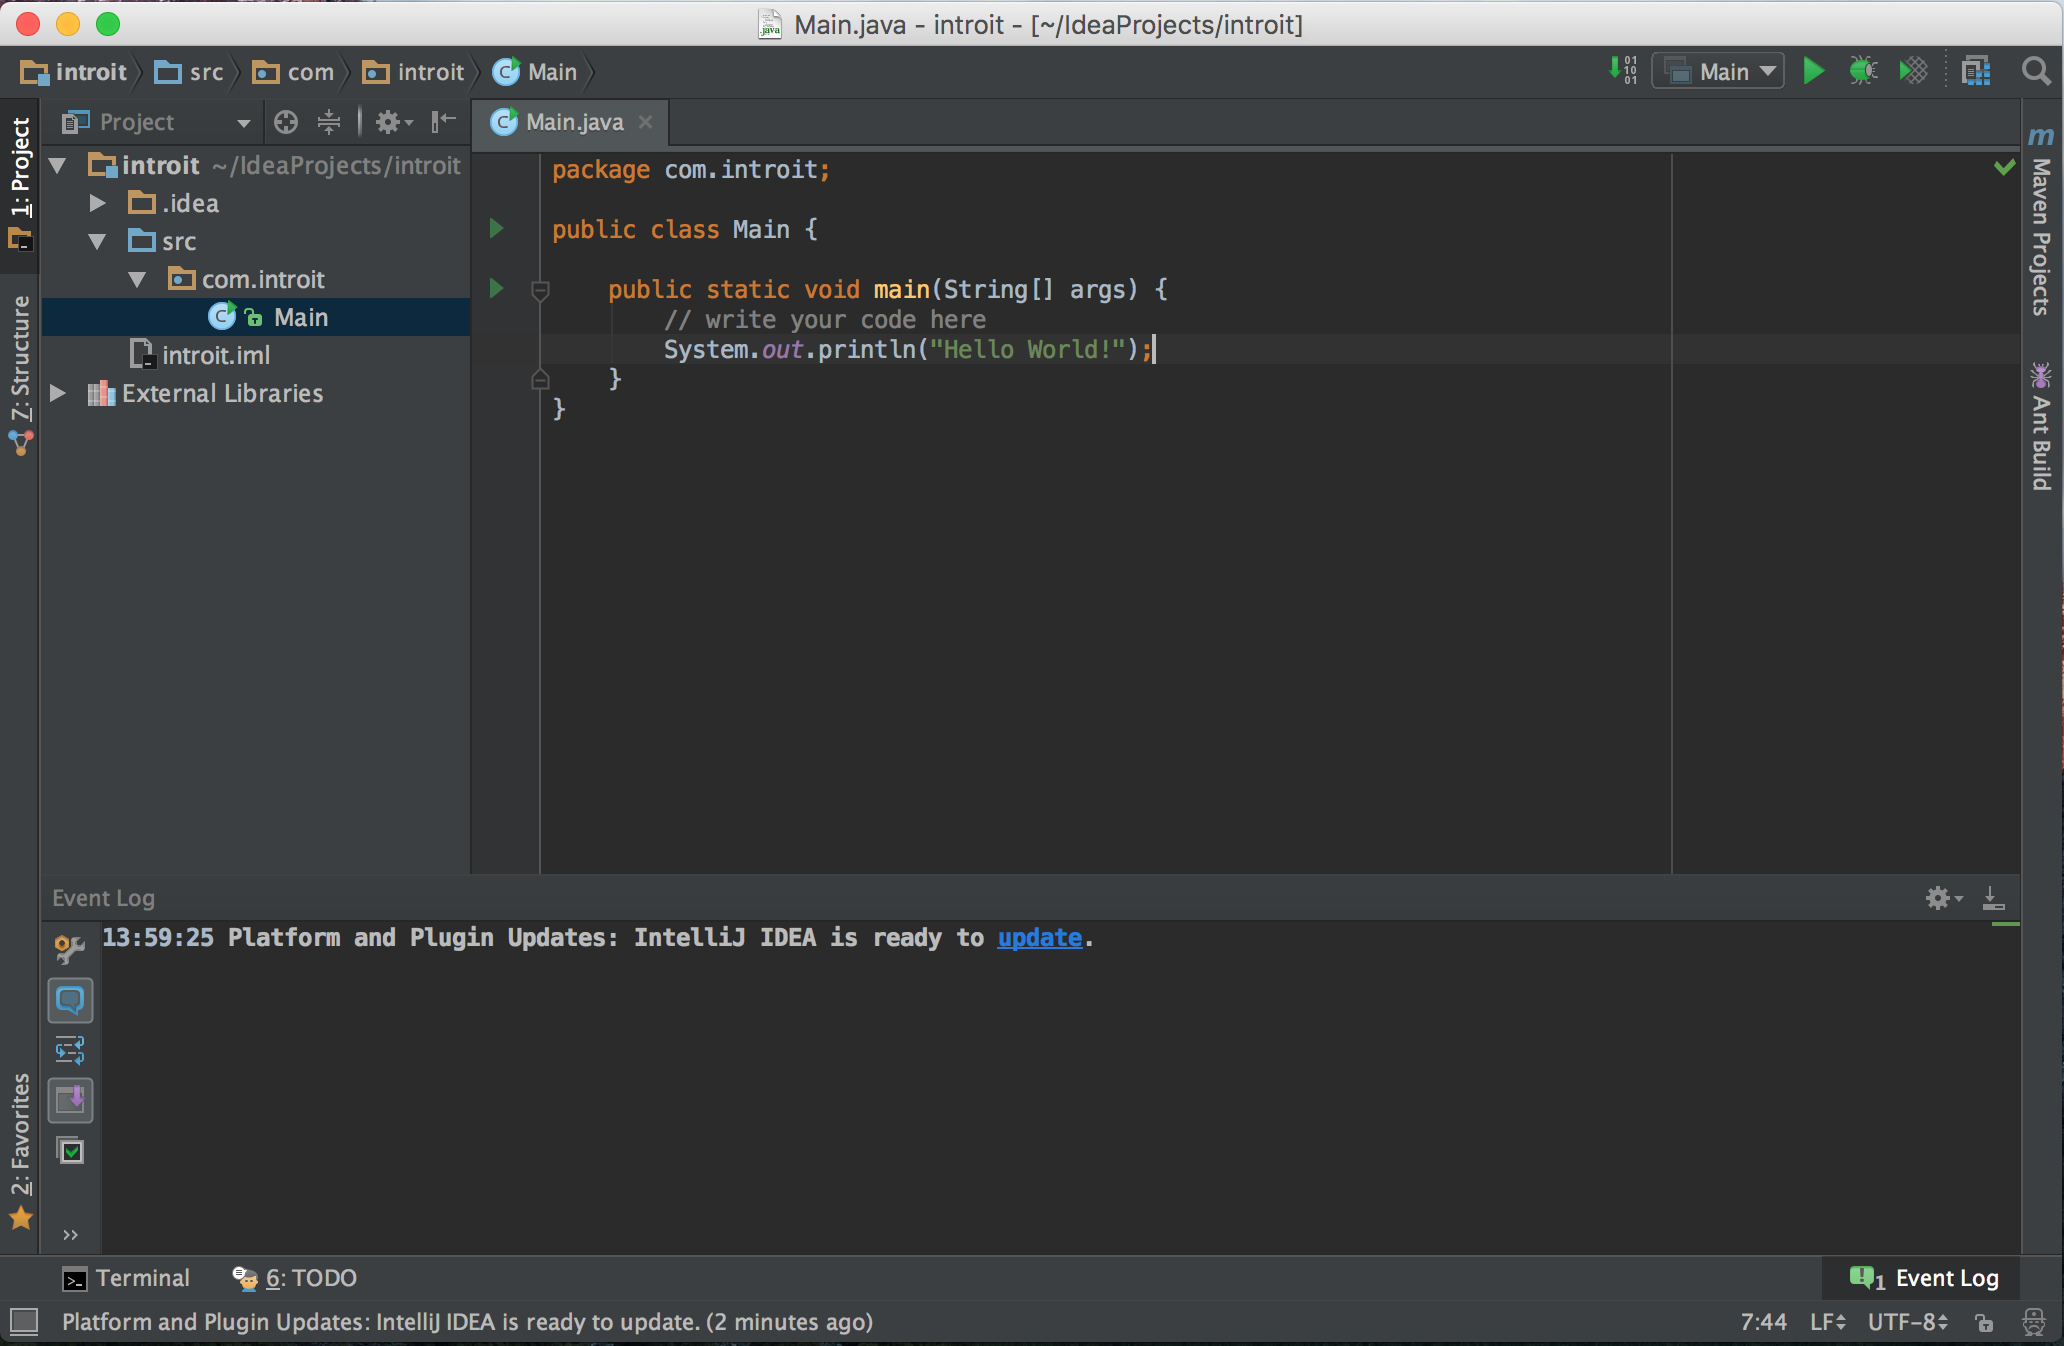 Main.java - introit - [~/IdeaProjects/introit]
introit src com introit Main
01
10
01
Main
1: Project
Project
Main.java
introit ~/IdeaProjects/introit
.idea
src
com.introit
Main
introit.iml
External Libraries
7: Structure
2: Favorites
package com.introit;
public class Main {
public static void main(String[] args) {
// write your code here
System.out.println("Hello World!");
}
}
Maven Projects
Ant Build
Event Log
13:59:25 Platform and Plugin Updates: IntelliJ IDEA is ready to update.
Terminal 6: TODO
1 Event Log
Platform and Plugin Updates: IntelliJ IDEA is ready to update. (2 minutes ago)
7:44 LF UTF-8